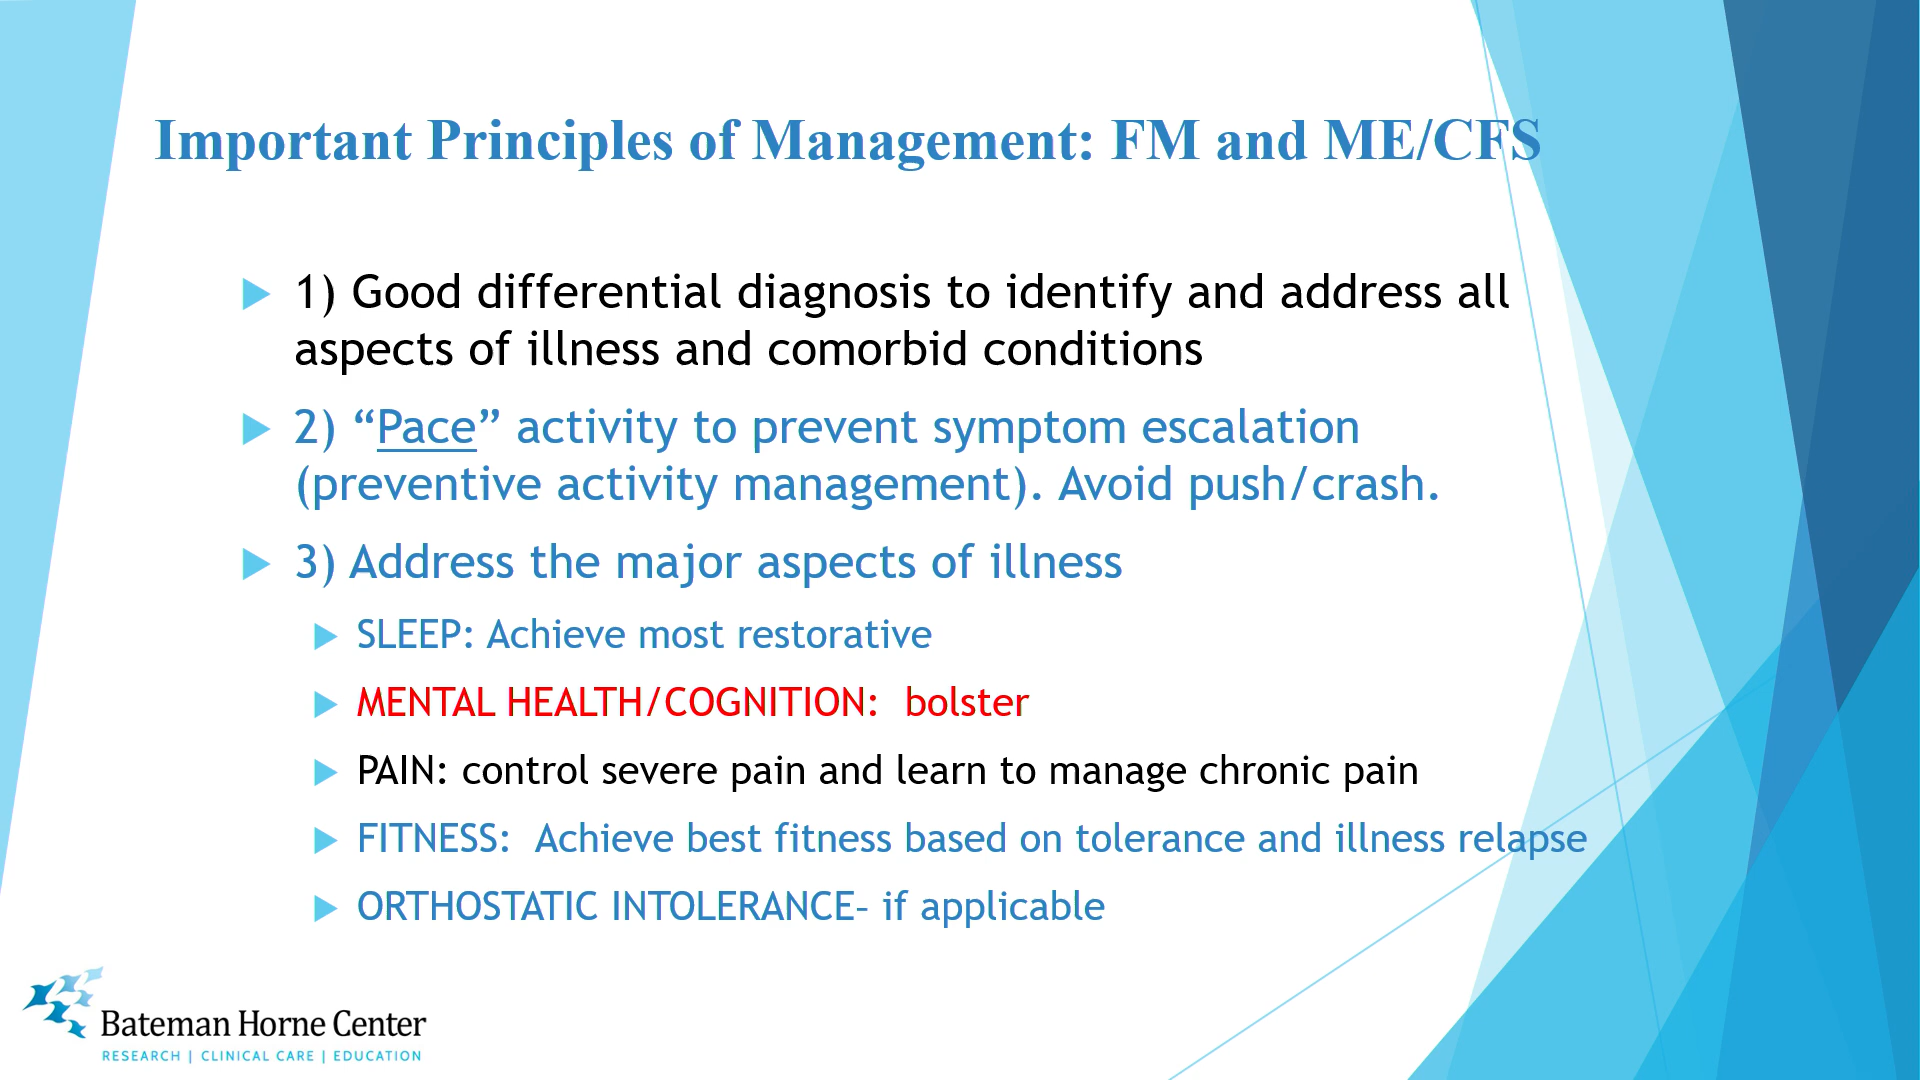 Important Principles of Management: FM and ME/CFS
1) Good differential diagnosis to identify and address all
aspects of illness and comorbid conditions
2) “Pace” activity to prevent symptom escalation
(preventive activity management). Avoid push/crash.
3) Address the major aspects of illness
SLEEP: Achieve most restorative
MENTAL HEALTH/COGNITION:  bolster
PAIN: control severe pain and learn to manage chronic pain
FITNESS:  Achieve best fitness based on tolerance and illness relapse
ORTHOSTATIC INTOLERANCE– if applicable
Bateman Horne Center
RESEARCH | CLINICAL CARE | EDUCATION